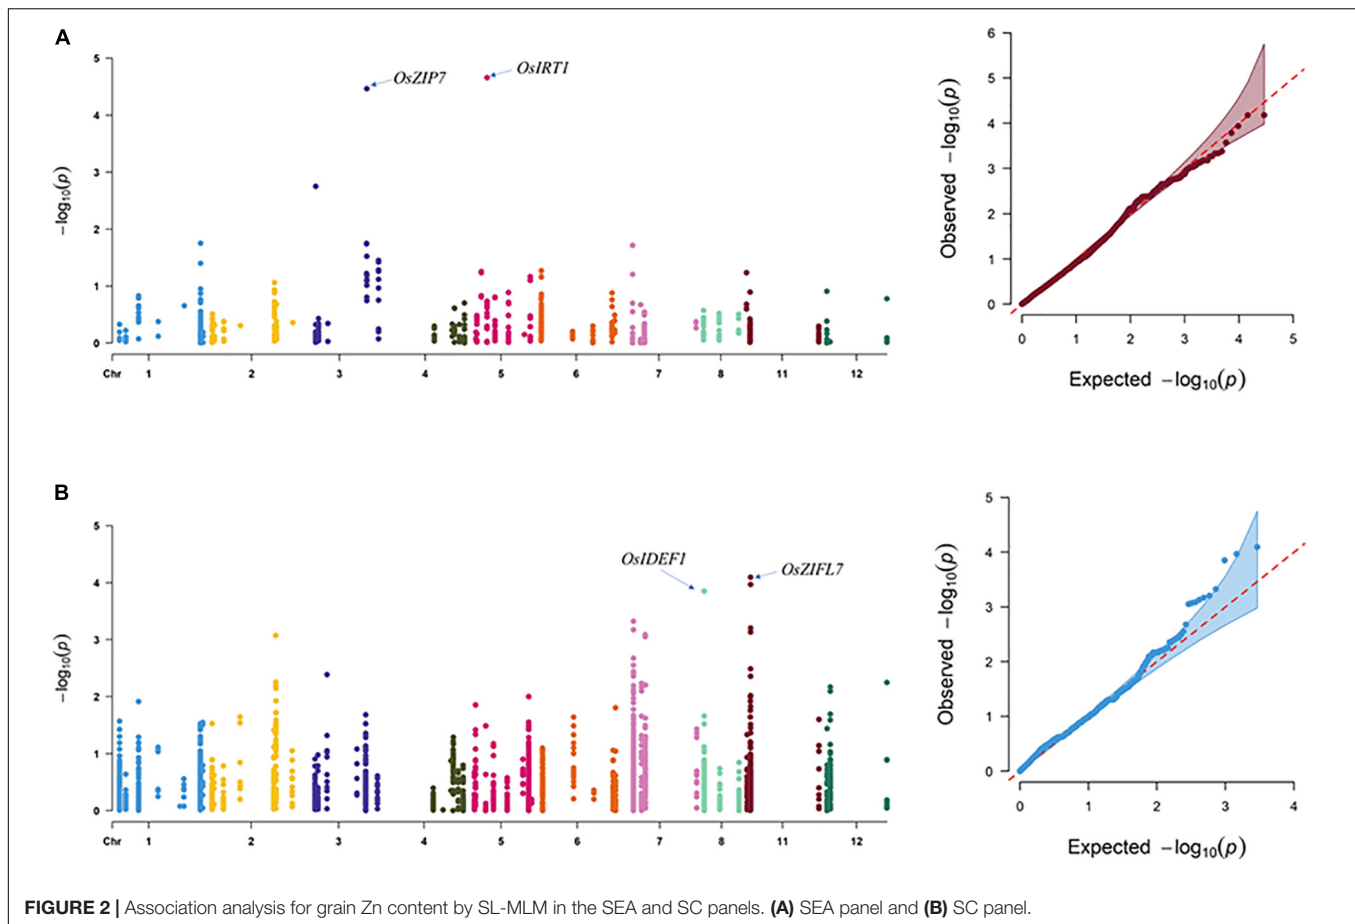 A
5
4
3
2
1
0
−log10(p)
OsZIP7
OsIRT1
Chr 1 2 3 4 5 6 7 8 11 12
6
5
4
3
2
1
0
Observed −log10(p)
0 1 2 3 4 5
Expected −log10(p)
B
5
4
3
2
1
0
−log10(p)
OsIDEF1
OsZIFL7
Chr 1 2 3 4 5 6 7 8 11 12
5
4
3
2
1
0
Observed −log10(p)
0 1 2 3 4
Expected −log10(p)
FIGURE 2 | Association analysis for grain Zn content by SL-MLM in the SEA and SC panels. (A) SEA panel and (B) SC panel.